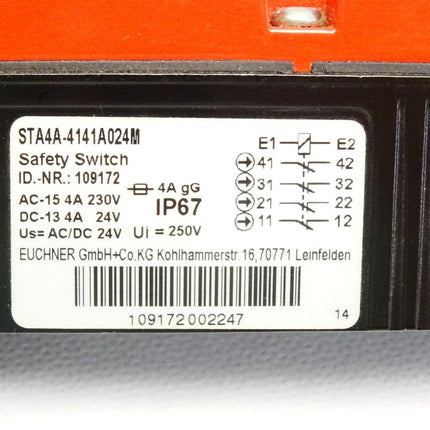 STA4A-4141A024M
Safety Switch
ID.-NR.: 109172
AC-15 4A 230V
DC-13 4A 24V
Us= AC/DC 24V
4A gG
IP67
Ui = 250V
E1 E2
41 42
31 32
21 22
11 12
EUCHNER GmbH+Co.KG Kohlhammerstr.16,70771 Leinfelden
109172002247
14